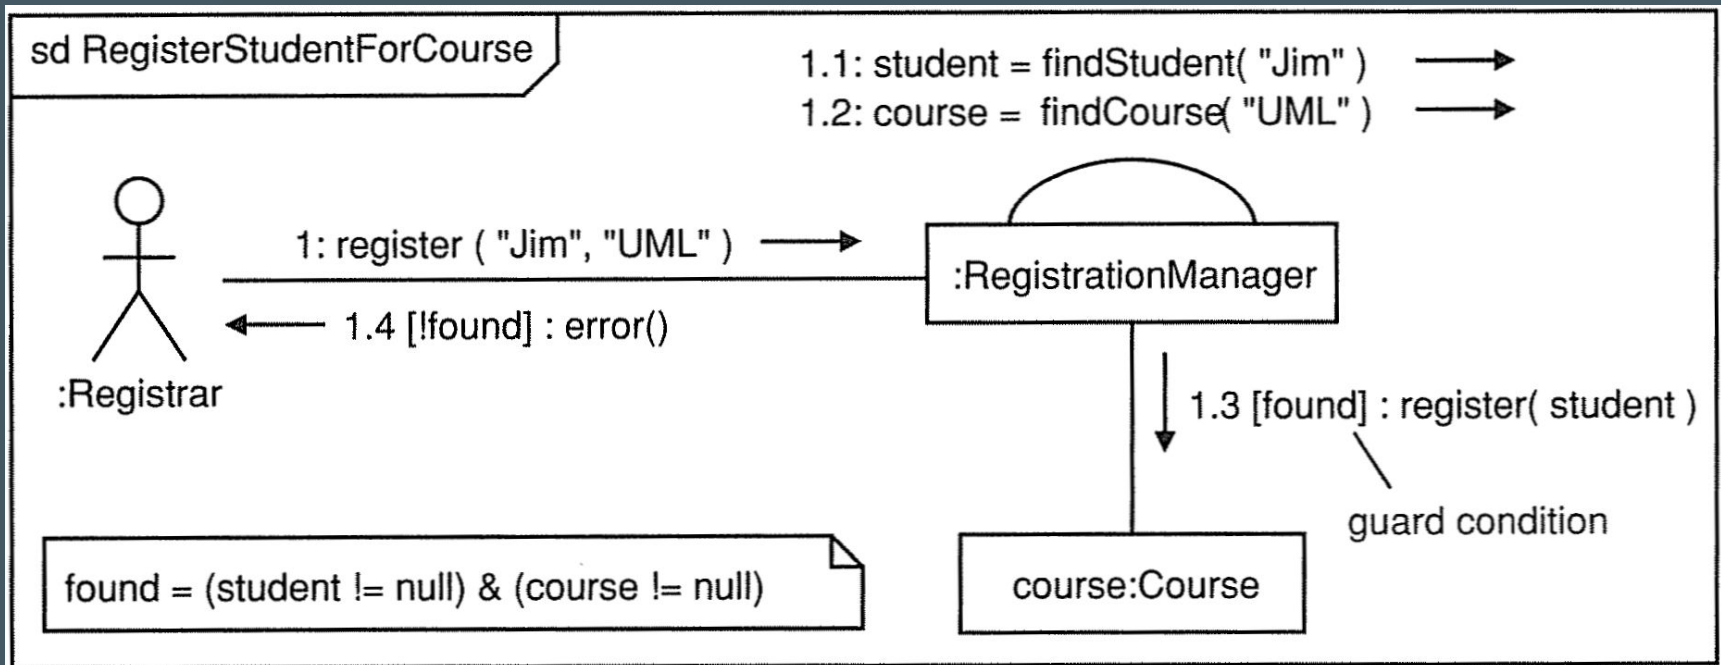 sd RegisterStudentForCourse
1.1: student = findStudent( "Jim" )
1.2: course = findCourse( "UML" )
1: register ( "Jim", "UML" )
:RegistrationManager
1.4 [!found] : error()
:Registrar
1.3 [found] : register( student )
guard condition
found = (student != null) & (course != null)
course:Course